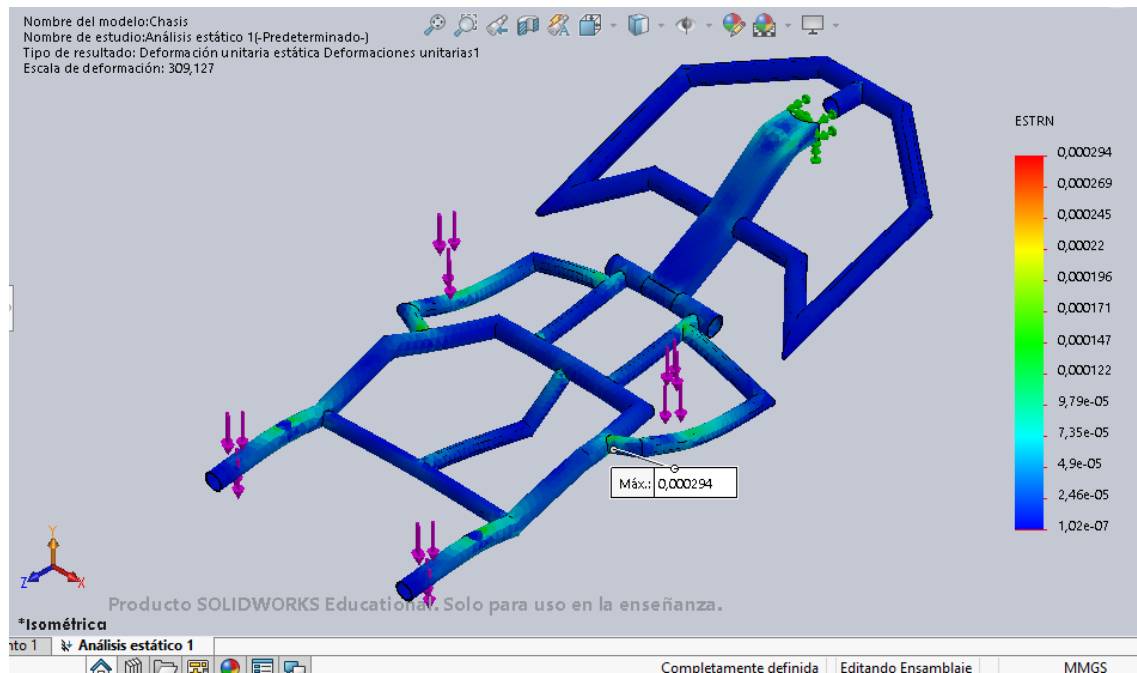 Nombre del modelo:Chasis
Nombre de estudio:Análisis estático 1(-Predeterminado-)
Tipo de resultado: Deformación unitaria estática Deformaciones unitarias1
Escala de deformación: 309,127
ESTRN
0,000294
0,000269
0,000245
0,00022
0,000196
0,000171
0,000147
0,000122
9,79e-05
7,35e-05
4,9e-05
2,46e-05
1,02e-07
Máx.: 0,000294
Y
Z
X
Producto SOLIDWORKS Educational. Solo para uso en la enseñanza.
*Isométrica
nto 1
Análisis estático 1
Completamente definida
Editando Ensamblaje
MMGS